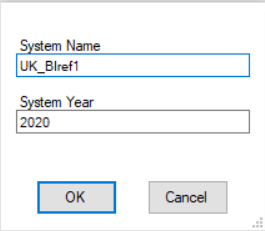 System Name
UK_BIref1
System Year
2020
OK
Cancel